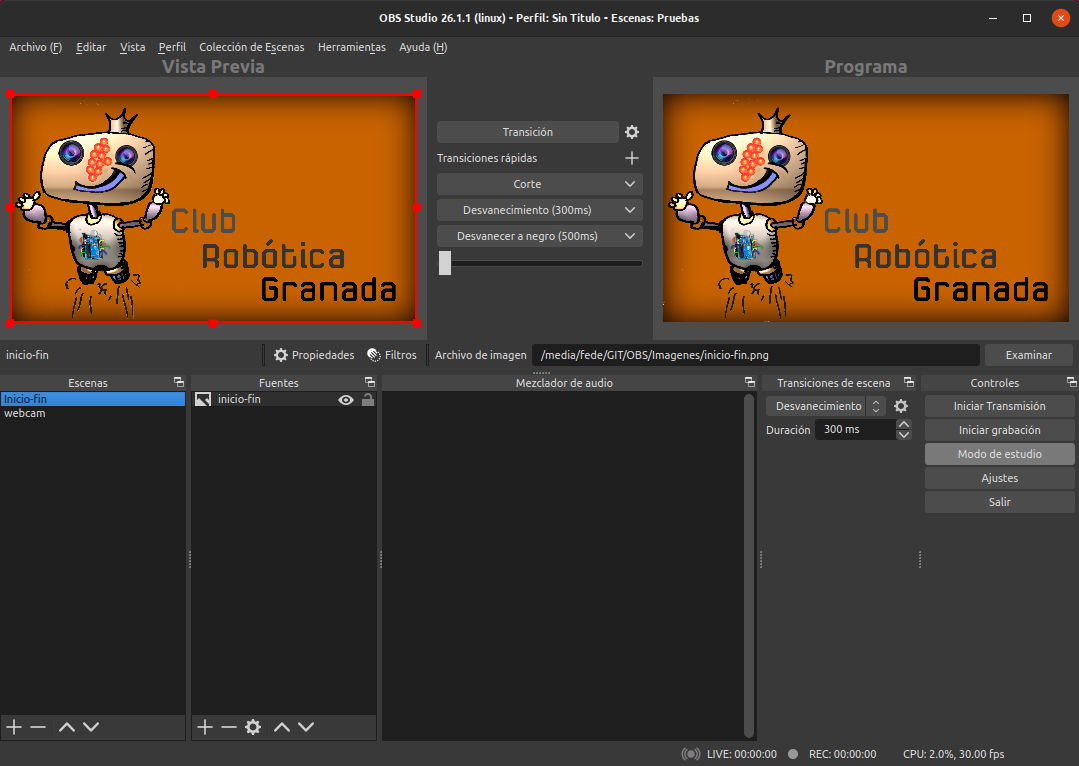 OBS Studio 26.1.1 (linux) - Perfil: Sin Título - Escenas: Pruebas
Archivo (F) Editar Vista Perfil Colección de Escenas Herramientas Ayuda (H)
Vista Previa
Programa
Club
Robótica
Granada
Transición
Transiciones rápidas
Corte
Desvanecimiento (300ms)
Desvanecer a negro (500ms)
Club
Robótica
Granada
inicio-fin Propiedades Filtros Archivo de imagen /media/fede/GIT/OBS/Imagenes/inicio-fin.png Examinar
Escenas Fuentes Mezclador de audio Transiciones de escena Controles
Inicio-fin
webcam
inicio-fin
Desvanecimiento
Duración 300 ms
Iniciar Transmisión
Iniciar grabación
Modo de estudio
Ajustes
Salir
LIVE: 00:00:00 REC: 00:00:00 CPU: 2.0%, 30.00 fps